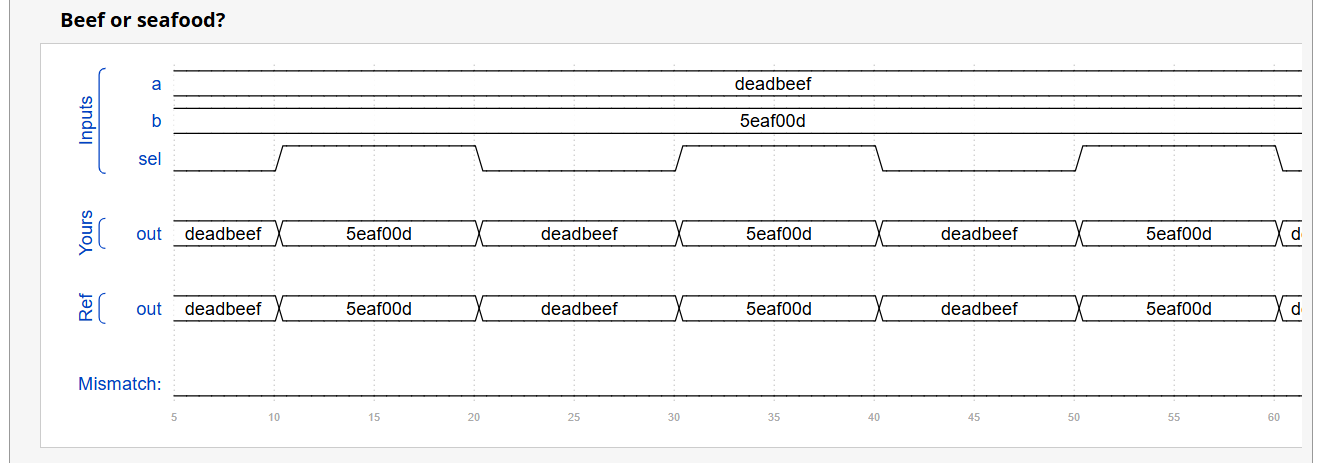 Beef or seafood?
Inputs
a deadbeef
b 5eaf00d
sel
Yours
out deadbeef 5eaf00d deadbeef 5eaf00d deadbeef 5eaf00d d
Ref
out deadbeef 5eaf00d deadbeef 5eaf00d deadbeef 5eaf00d d
Mismatch:
5 10 15 20 25 30 35 40 45 50 55 60